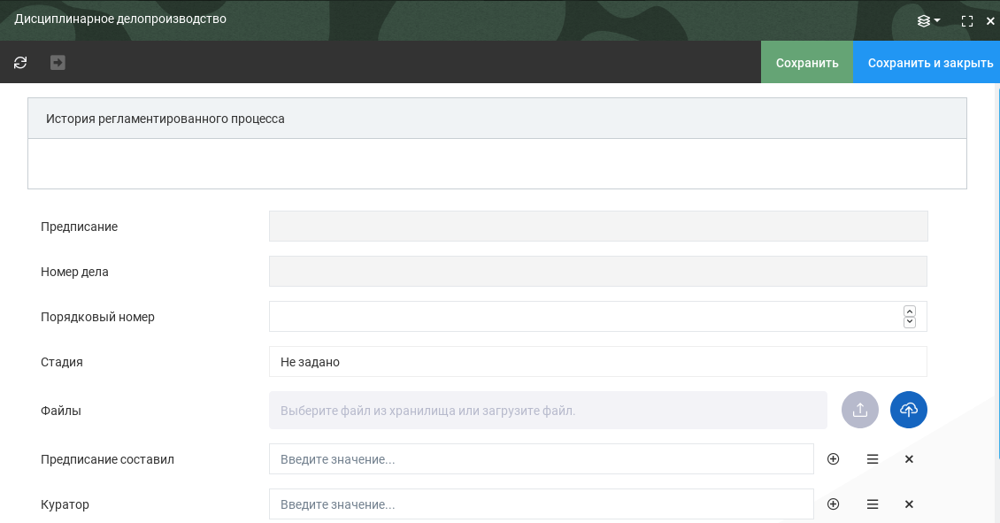 Дисциплинарное делопроизводство
Сохранить
Сохранить и закрыть
История регламентированного процесса
Предписание
Номер дела
Порядковый номер
Стадия
Не задано
Файлы
Выберите файл из хранилища или загрузите файл.
Предписание составил
Введите значение...
Куратор
Введите значение...